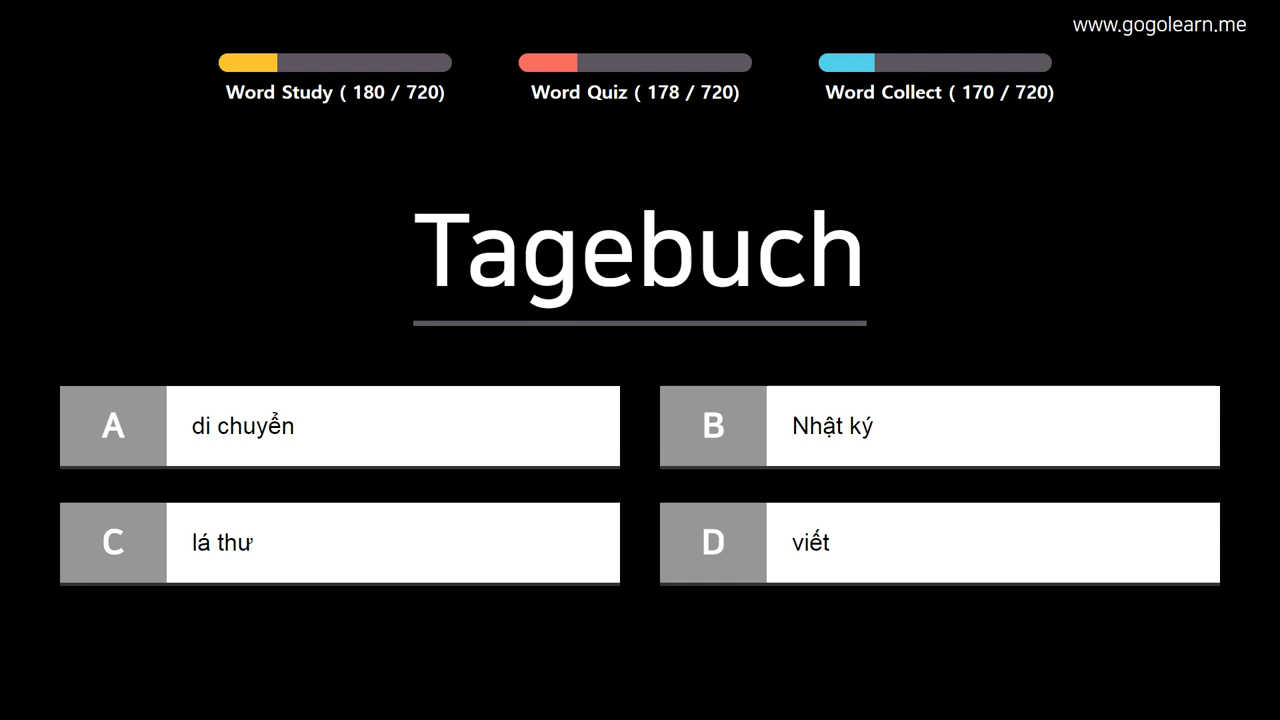 www.gogolearn.me
Word Study ( 180 / 720)
Word Quiz ( 178 / 720)
Word Collect ( 170 / 720)
Tagebuch
A di chuyển
B Nhật ký
C lá thư
D viết